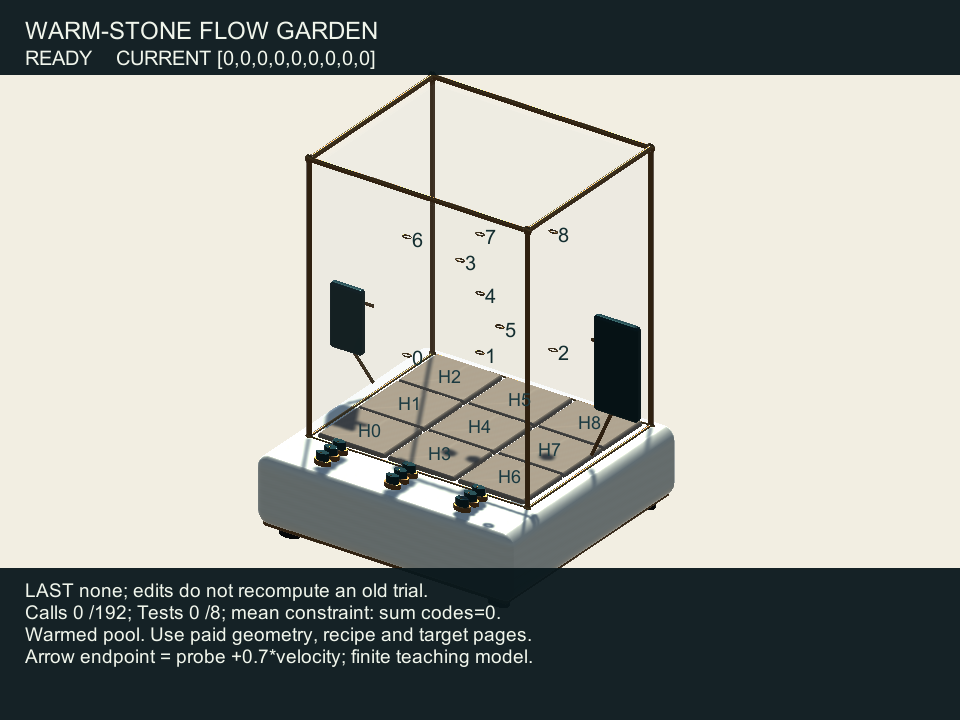 WARM-STONE FLOW GARDEN
READY CURRENT [0,0,0,0,0,0,0,0,0]
6
7
8
3
4
5
0
1
2
H2
H1
H5
H0
H4
H8
H3
H7
H6
LAST none; edits do not recompute an old trial.
Calls 0 /192; Tests 0 /8; mean constraint: sum codes=0.
Warmed pool. Use paid geometry, recipe and target pages.
Arrow endpoint = probe +0.7*velocity; finite teaching model.